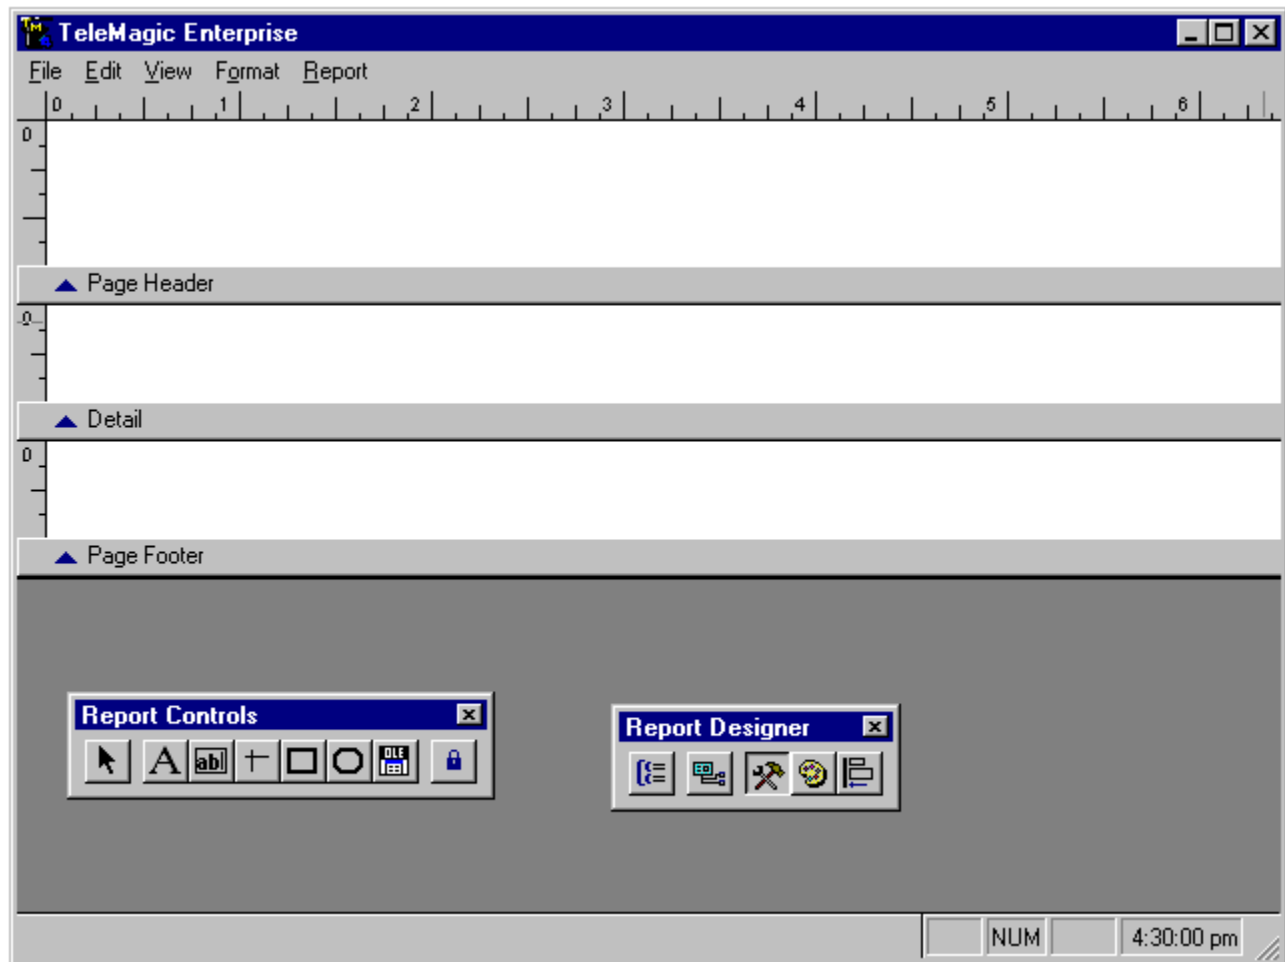 TeleMagic Enterprise
File Edit View Format Report
0 1 2 3 4 5 6
0
Page Header
0
Detail
0
Page Footer
Report Controls
Report Designer
A abl OLE
NUM 4:30:00 pm